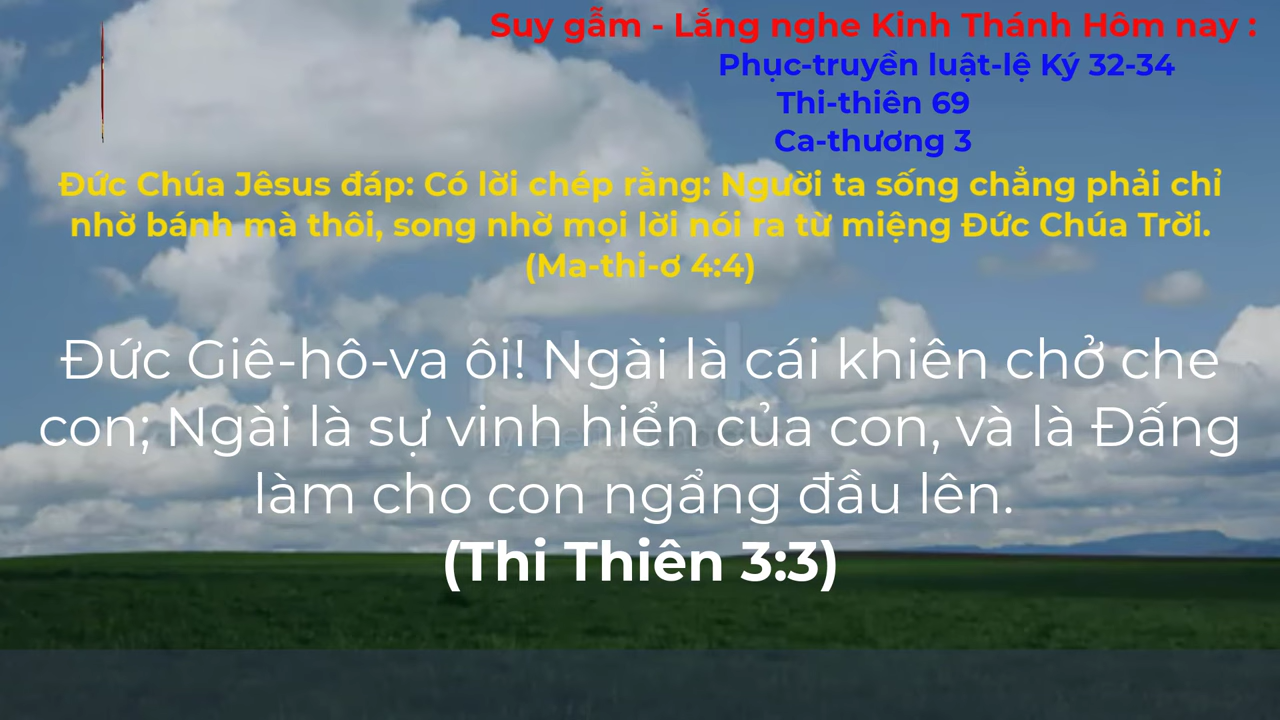 Suy gẫm - Lắng nghe Kinh Thánh Hôm nay :
Phục-truyền luật-lệ Ký 32-34
Thi-thiên 69
Ca-thương 3
Đức Chúa Jêsus đáp: Có lời chép rằng: Người ta sống chẳng phải chỉ
nhờ bánh mà thôi, song nhờ mọi lời nói ra từ miệng Đức Chúa Trời.
(Ma-thi-ơ 4:4)
Đức Giê-hô-va ôi! Ngài là cái khiên chở che
con; Ngài là sự vinh hiển của con, và là Đấng
làm cho con ngẩng đầu lên.
(Thi Thiên 3:3)